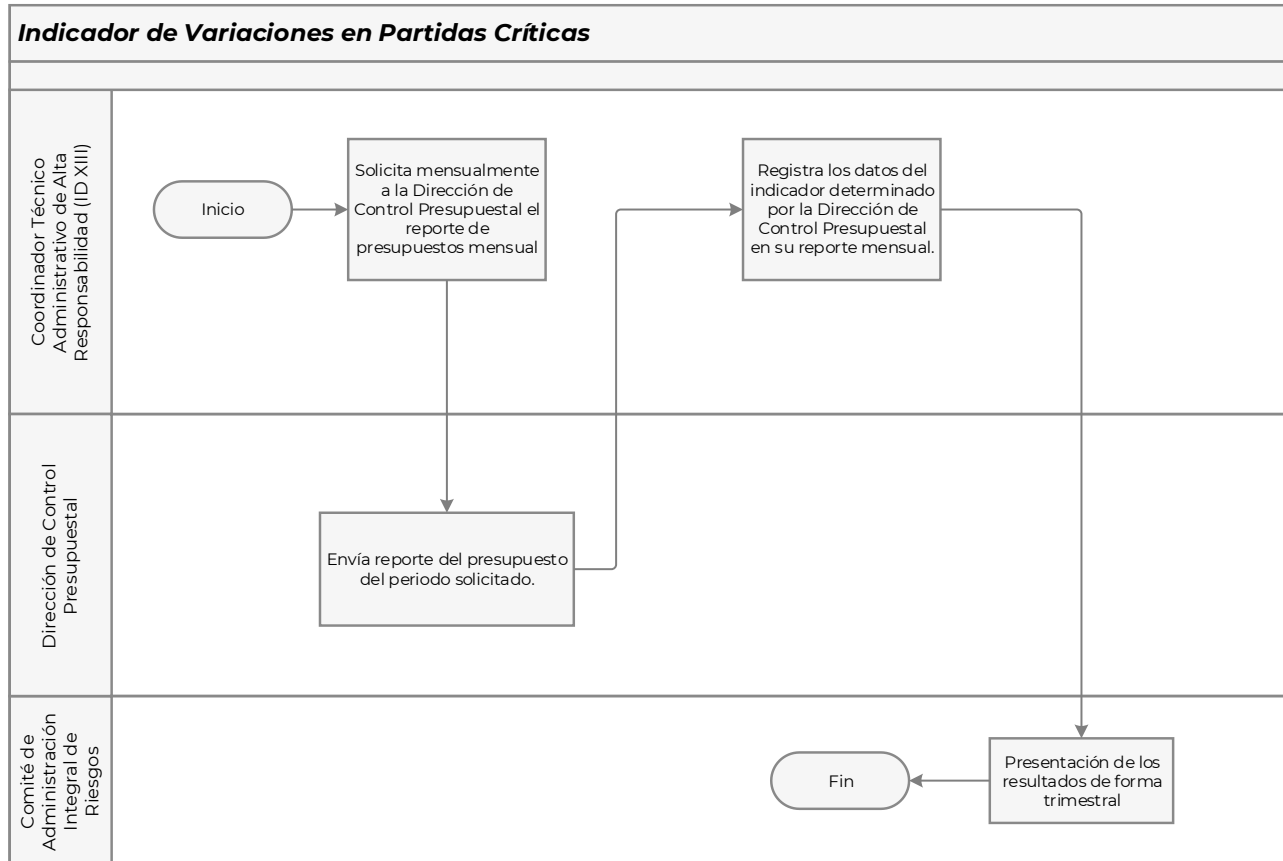 Indicador de Variaciones en Partidas Críticas
Coordinador Técnico
Administrativo de Alta
Responsabilidad (ID XIII)
Inicio
Solicita mensualmente
a la Dirección de
Control Presupuestal el
reporte de
presupuestos mensual
Registra los datos del
indicador determinado
por la Dirección de
Control Presupuestal
en su reporte mensual.
Dirección de Control
Presupuestal
Envía reporte del presupuesto
del periodo solicitado.
Comité de
Administración
Integral de
Riesgos
Fin
Presentación de los
resultados de forma
trimestral